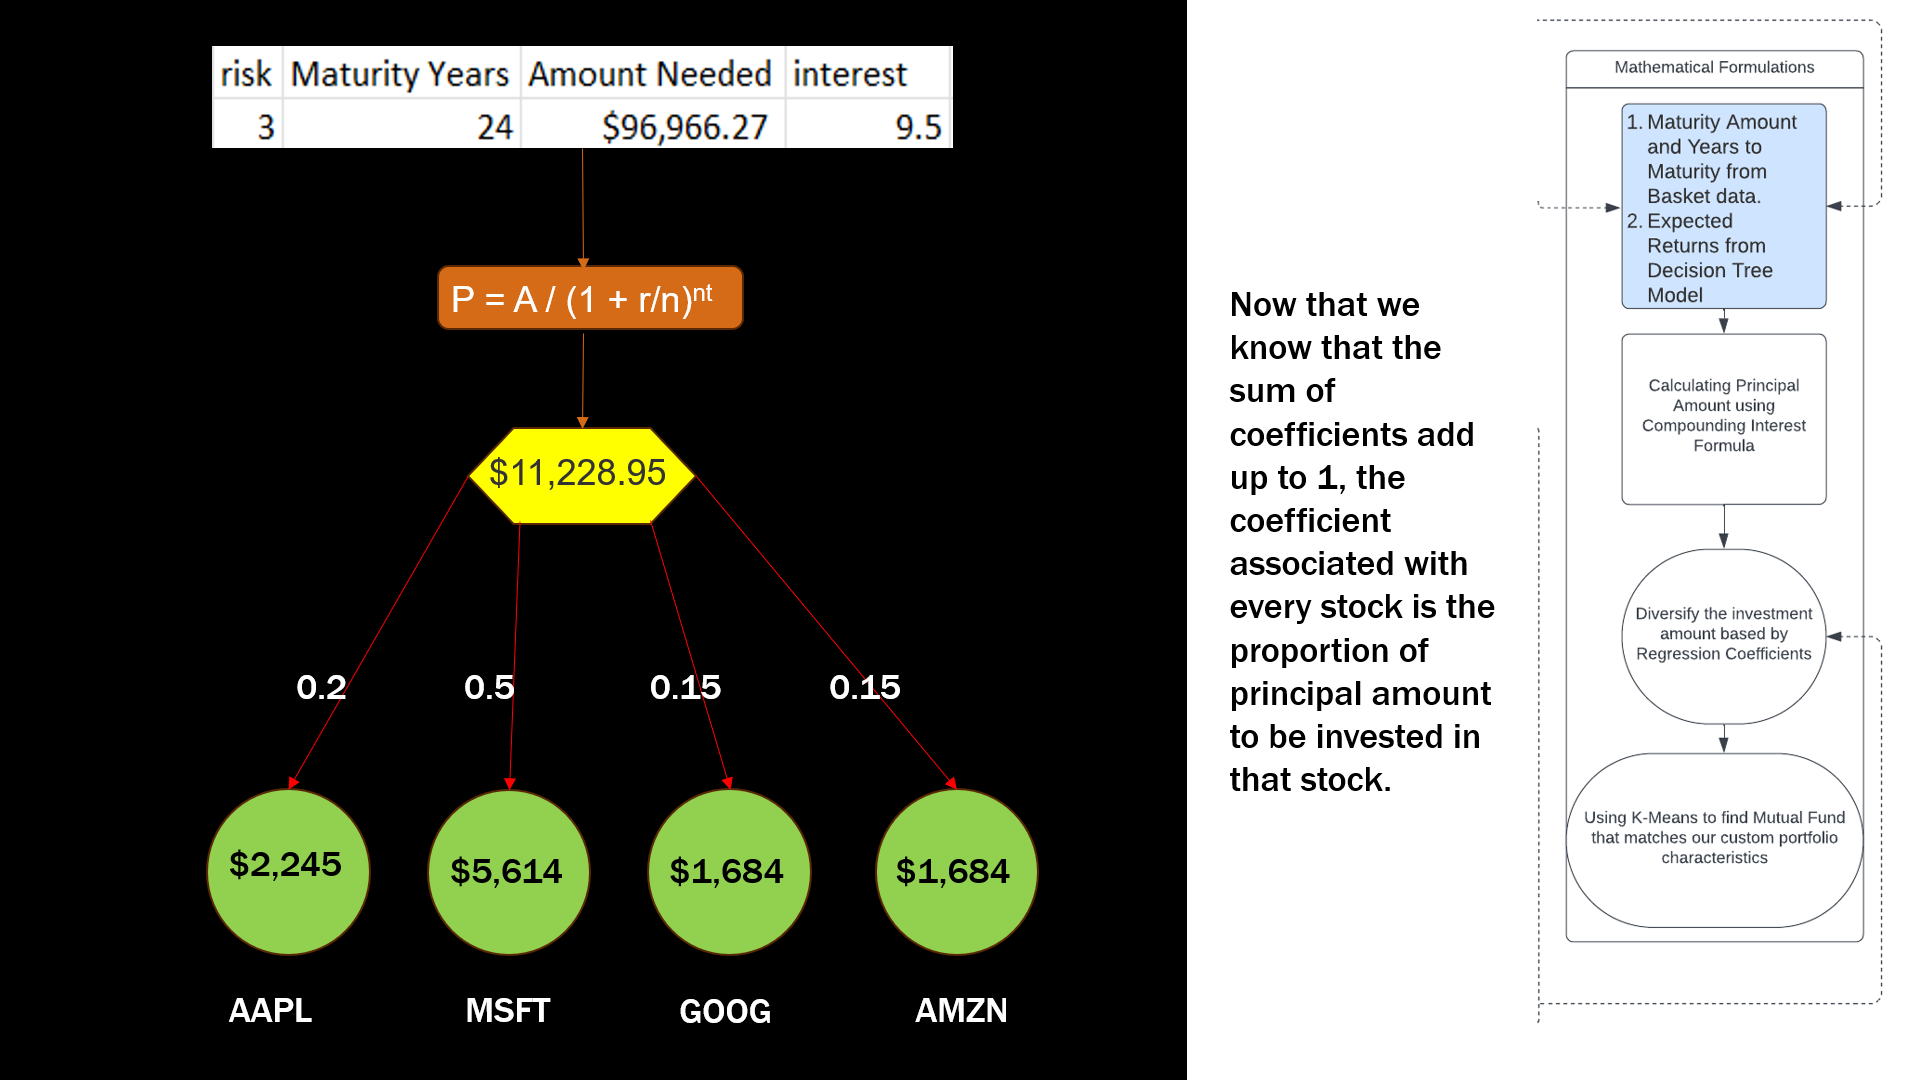 risk Maturity Years Amount Needed interest
3 24 $96,966.27 9.5
P = A / (1 + r/n)^nt
$11,228.95
0.2 0.5 0.15 0.15
$2,245 $5,614 $1,684 $1,684
AAPL MSFT GOOG AMZN
Now that we
know that the
sum of
coefficients add
up to 1, the
coefficient
associated with
every stock is the
proportion of
principal amount
to be invested in
that stock.
Mathematical Formulations
1. Maturity Amount
and Years to
Maturity from
Basket data.
2. Expected
Returns from
Decision Tree
Model
Calculating Principal
Amount using
Compounding Interest
Formula
Diversify the investment
amount based by
Regression Coefficients
Using K-Means to find Mutual Fund
that matches our custom portfolio
characteristics